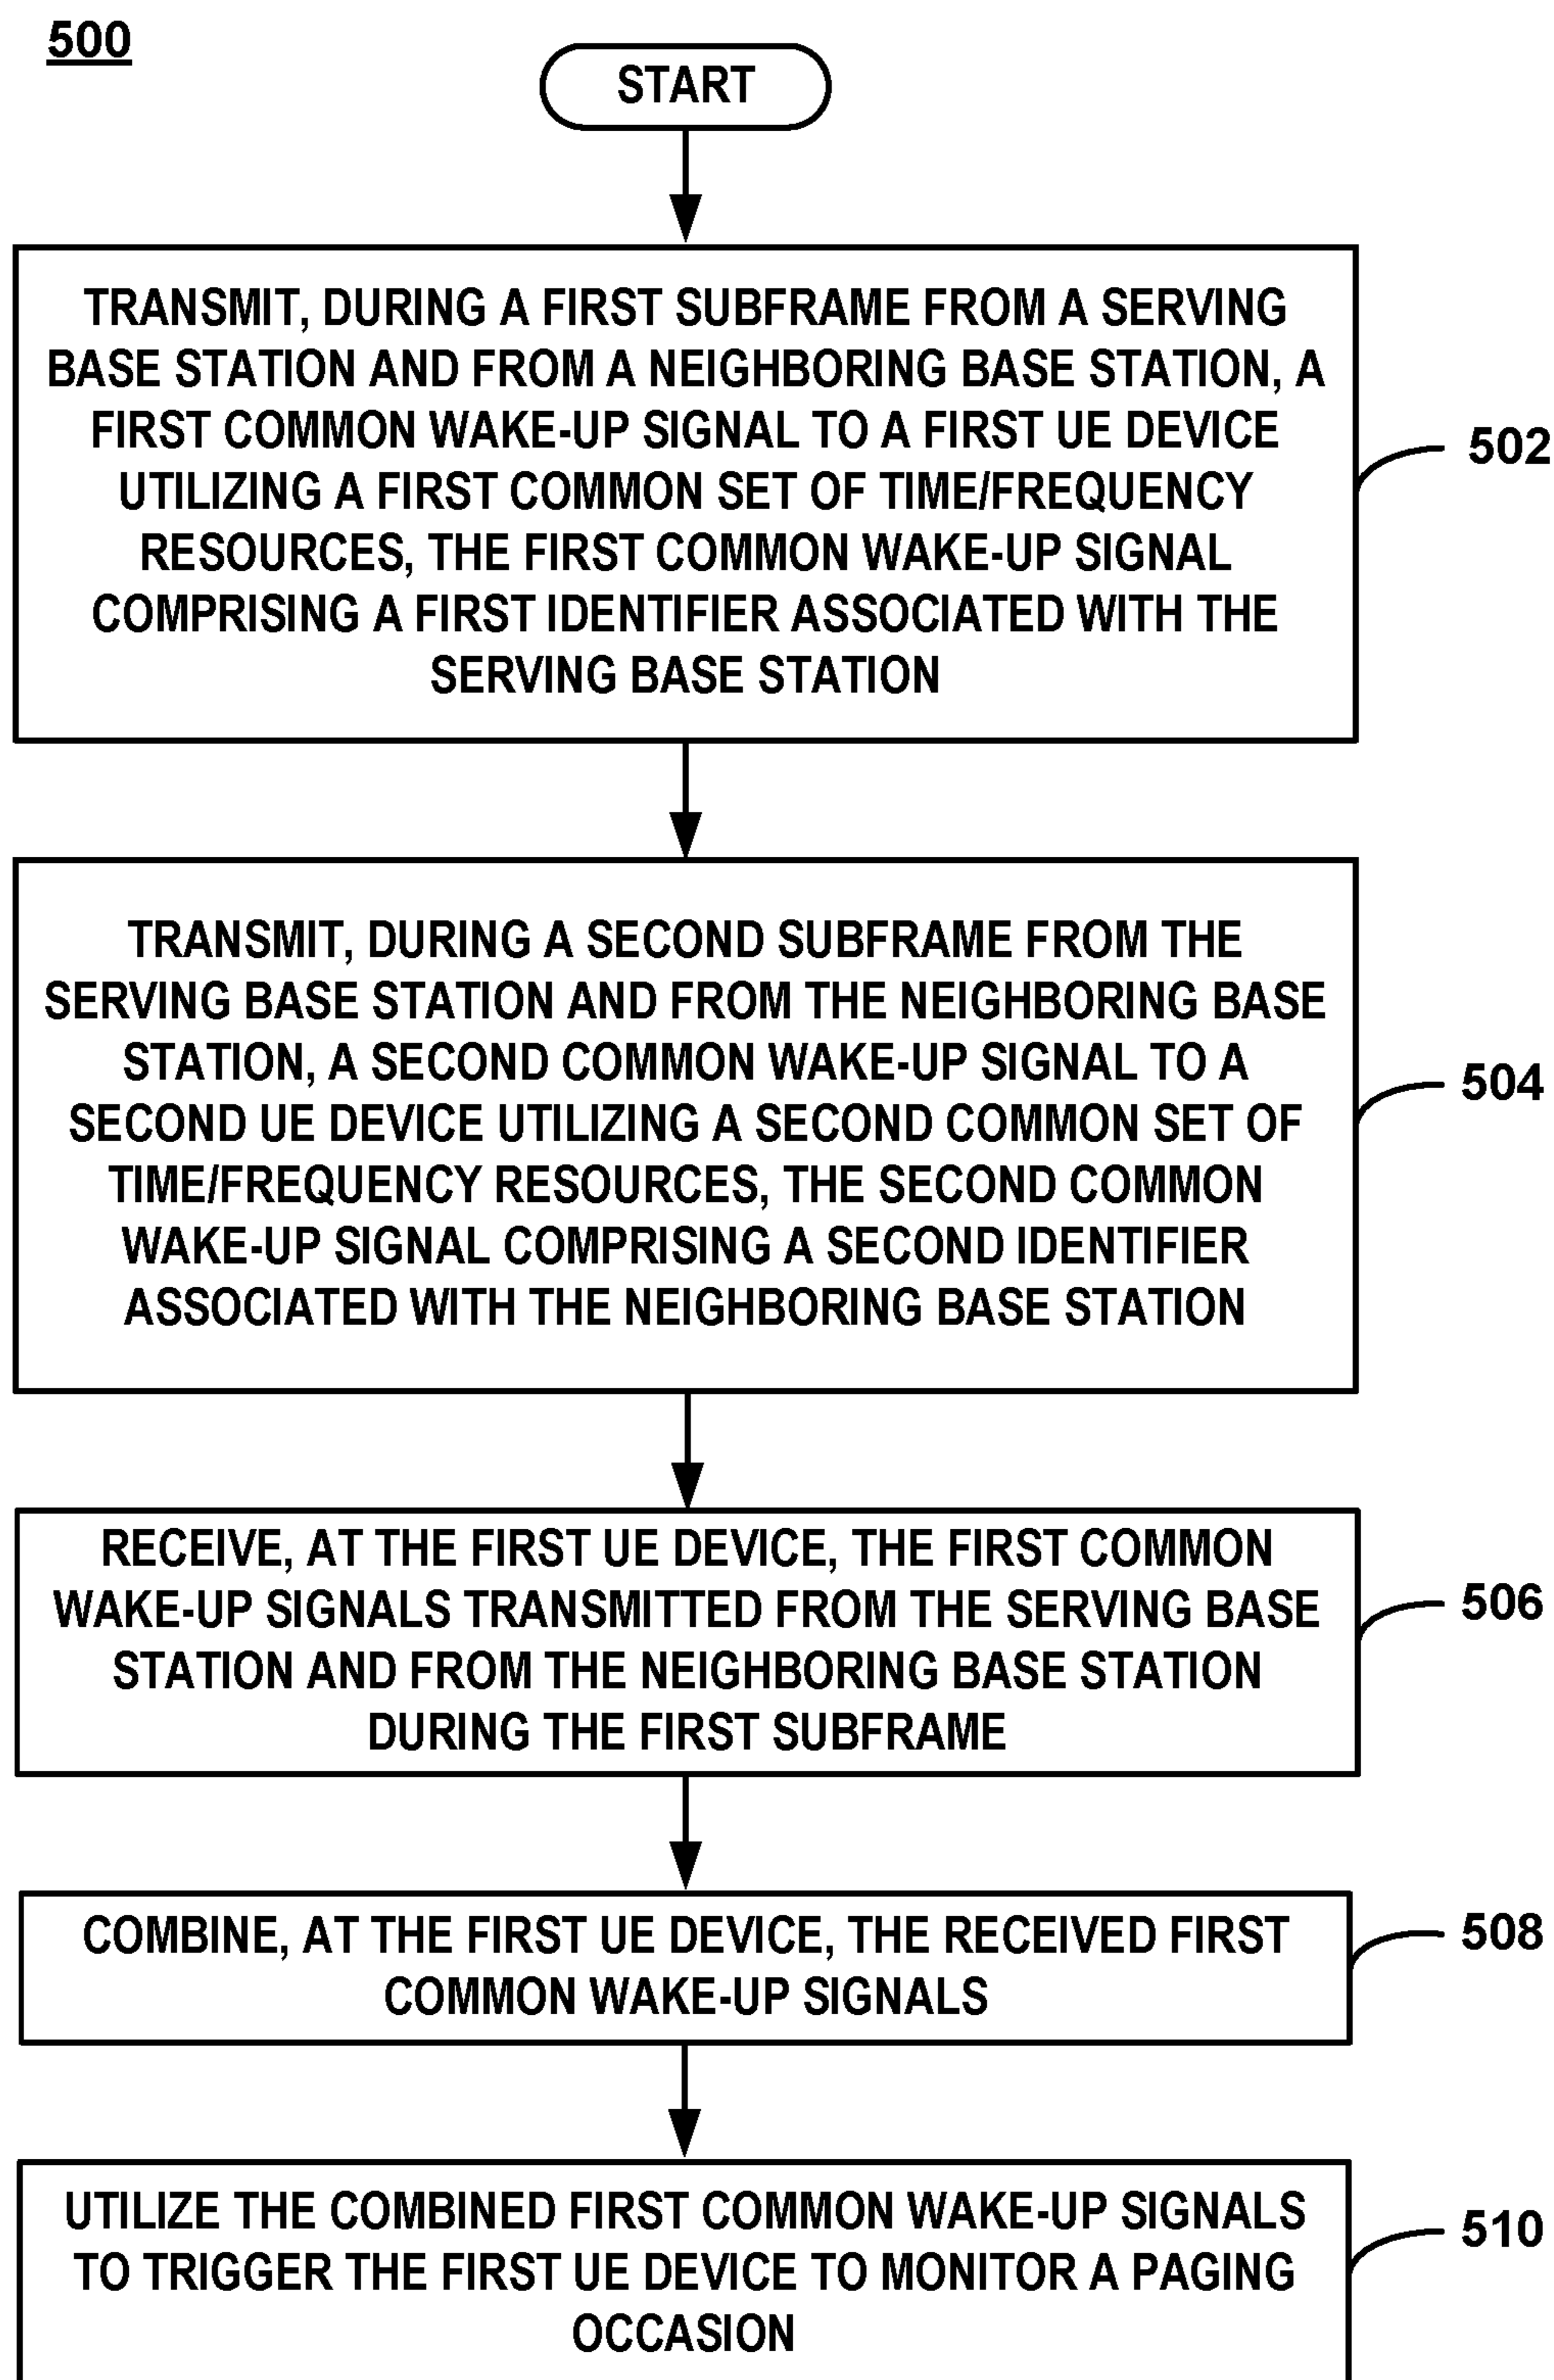 500
START
TRANSMIT, DURING A FIRST SUBFRAME FROM A SERVING
BASE STATION AND FROM A NEIGHBORING BASE STATION, A
FIRST COMMON WAKE-UP SIGNAL TO A FIRST UE DEVICE
UTILIZING A FIRST COMMON SET OF TIME/FREQUENCY
RESOURCES, THE FIRST COMMON WAKE-UP SIGNAL
COMPRISING A FIRST IDENTIFIER ASSOCIATED WITH THE
SERVING BASE STATION
502
TRANSMIT, DURING A SECOND SUBFRAME FROM THE
SERVING BASE STATION AND FROM THE NEIGHBORING BASE
STATION, A SECOND COMMON WAKE-UP SIGNAL TO A
SECOND UE DEVICE UTILIZING A SECOND COMMON SET OF
TIME/FREQUENCY RESOURCES, THE SECOND COMMON
WAKE-UP SIGNAL COMPRISING A SECOND IDENTIFIER
ASSOCIATED WITH THE NEIGHBORING BASE STATION
504
RECEIVE, AT THE FIRST UE DEVICE, THE FIRST COMMON
WAKE-UP SIGNALS TRANSMITTED FROM THE SERVING BASE
STATION AND FROM THE NEIGHBORING BASE STATION
DURING THE FIRST SUBFRAME
506
COMBINE, AT THE FIRST UE DEVICE, THE RECEIVED FIRST
COMMON WAKE-UP SIGNALS
508
UTILIZE THE COMBINED FIRST COMMON WAKE-UP SIGNALS
TO TRIGGER THE FIRST UE DEVICE TO MONITOR A PAGING
OCCASION
510